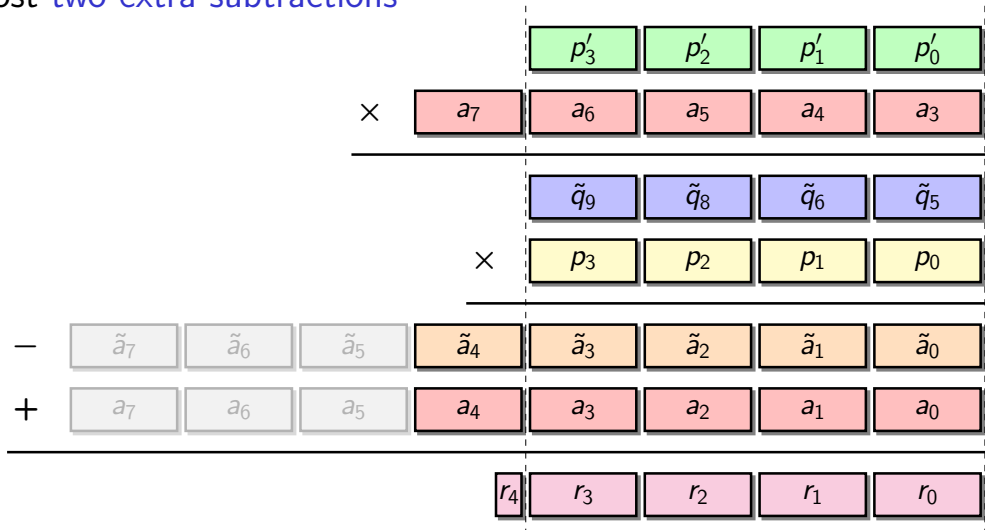 ost two extra subtractions
p′₃ p′₂ p′₁ p′₀
× a₇ a₆ a₅ a₄ a₃
q̃₉ q̃₈ q̃₆ q̃₅
× p₃ p₂ p₁ p₀
− ã₇ ã₆ ã₅ ã₄ ã₃ ã₂ ã₁ ã₀
+ a₇ a₆ a₅ a₄ a₃ a₂ a₁ a₀
r₄ r₃ r₂ r₁ r₀